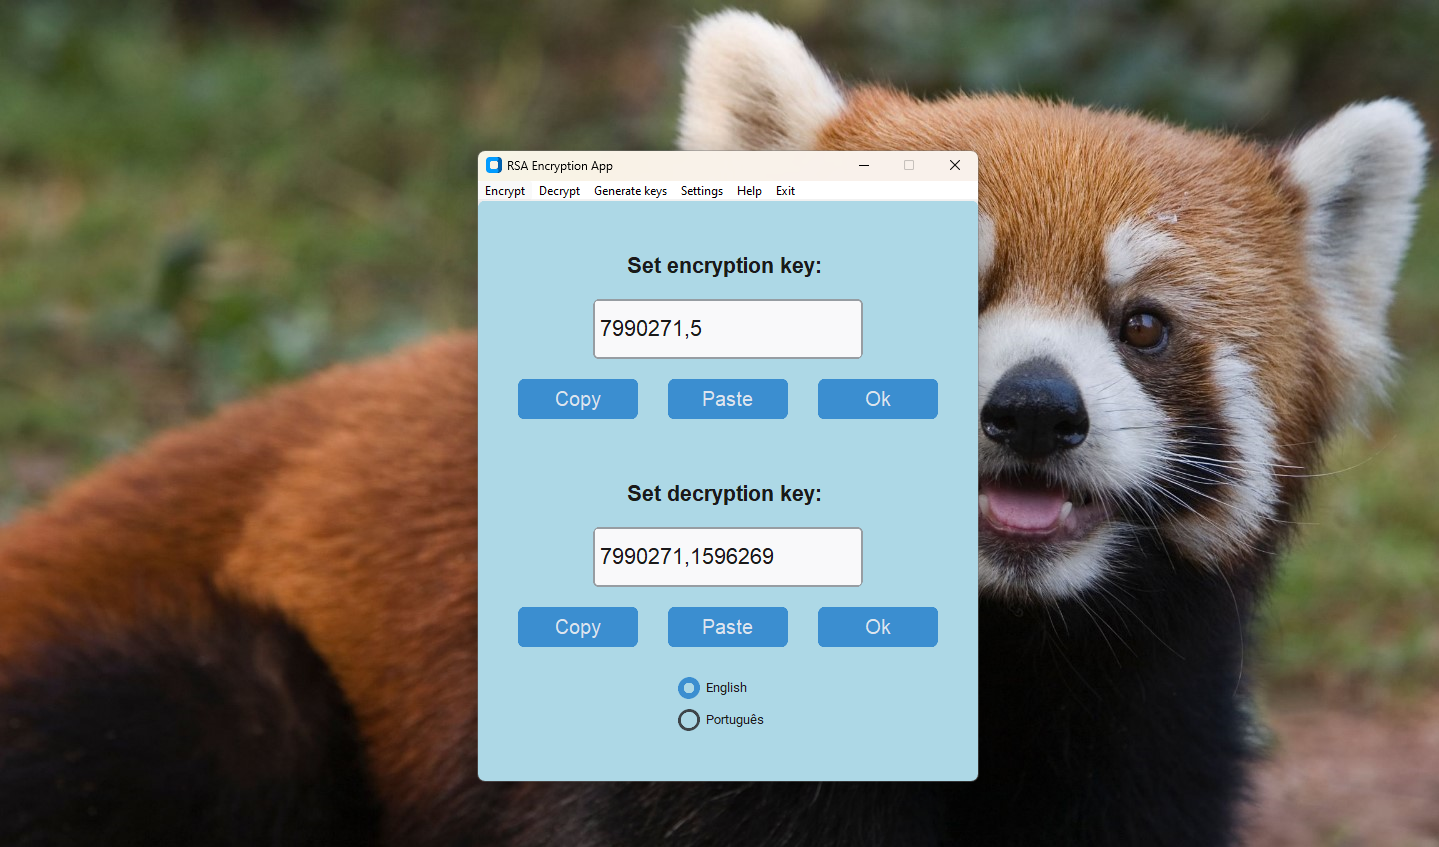 RSA Encryption App
Encrypt Decrypt Generate keys Settings Help Exit
Set encryption key:
7990271,5
Copy Paste Ok
Set decryption key:
7990271,1596269
Copy Paste Ok
English
Português